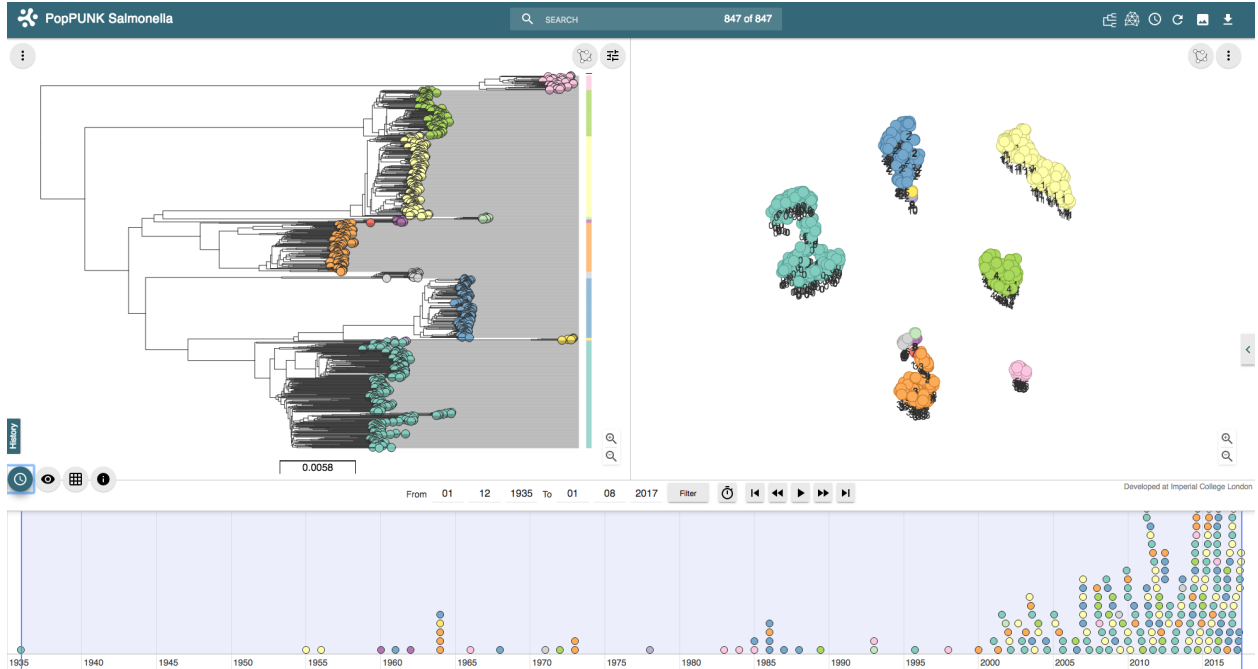 PopPUNK Salmonella
SEARCH 847 of 847
History
0.0058
From 01 12 1935 To 01 08 2017 Filter
Developed at Imperial College London
1935 1940 1945 1950 1955 1960 1965 1970 1975 1980 1985 1990 1995 2000 2005 2010 2015